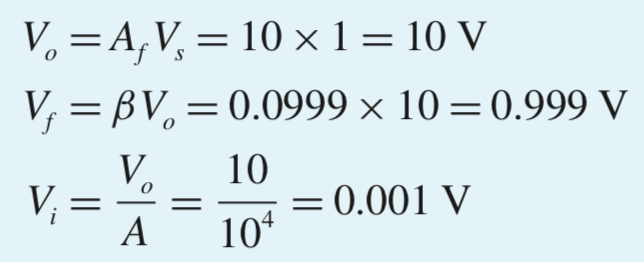 V_o = A_f V_s = 10 × 1 = 10 V
V_f = βV_o = 0.0999 × 10 = 0.999 V
V_i = V_o/A = 10/10^4 = 0.001 V